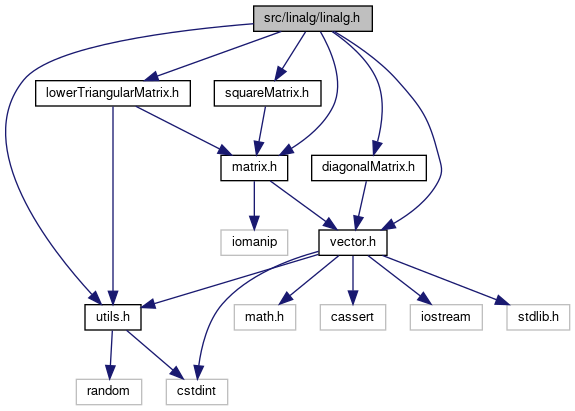 src/linalg/linalg.h
lowerTriangularMatrix.h
squareMatrix.h
matrix.h
diagonalMatrix.h
iomanip
vector.h
utils.h
math.h
cassert
iostream
stdlib.h
random
cstdint